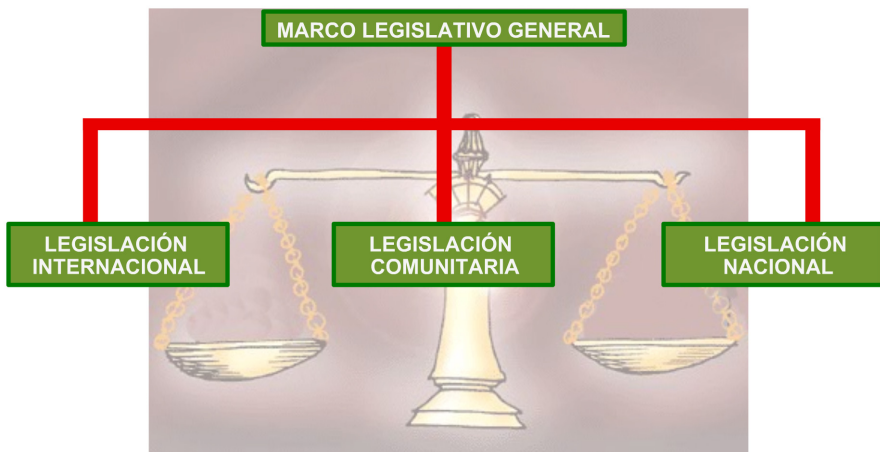 MARCO LEGISLATIVO GENERAL
LEGISLACIÓN
INTERNACIONAL
LEGISLACIÓN
COMUNITARIA
LEGISLACIÓN
NACIONAL